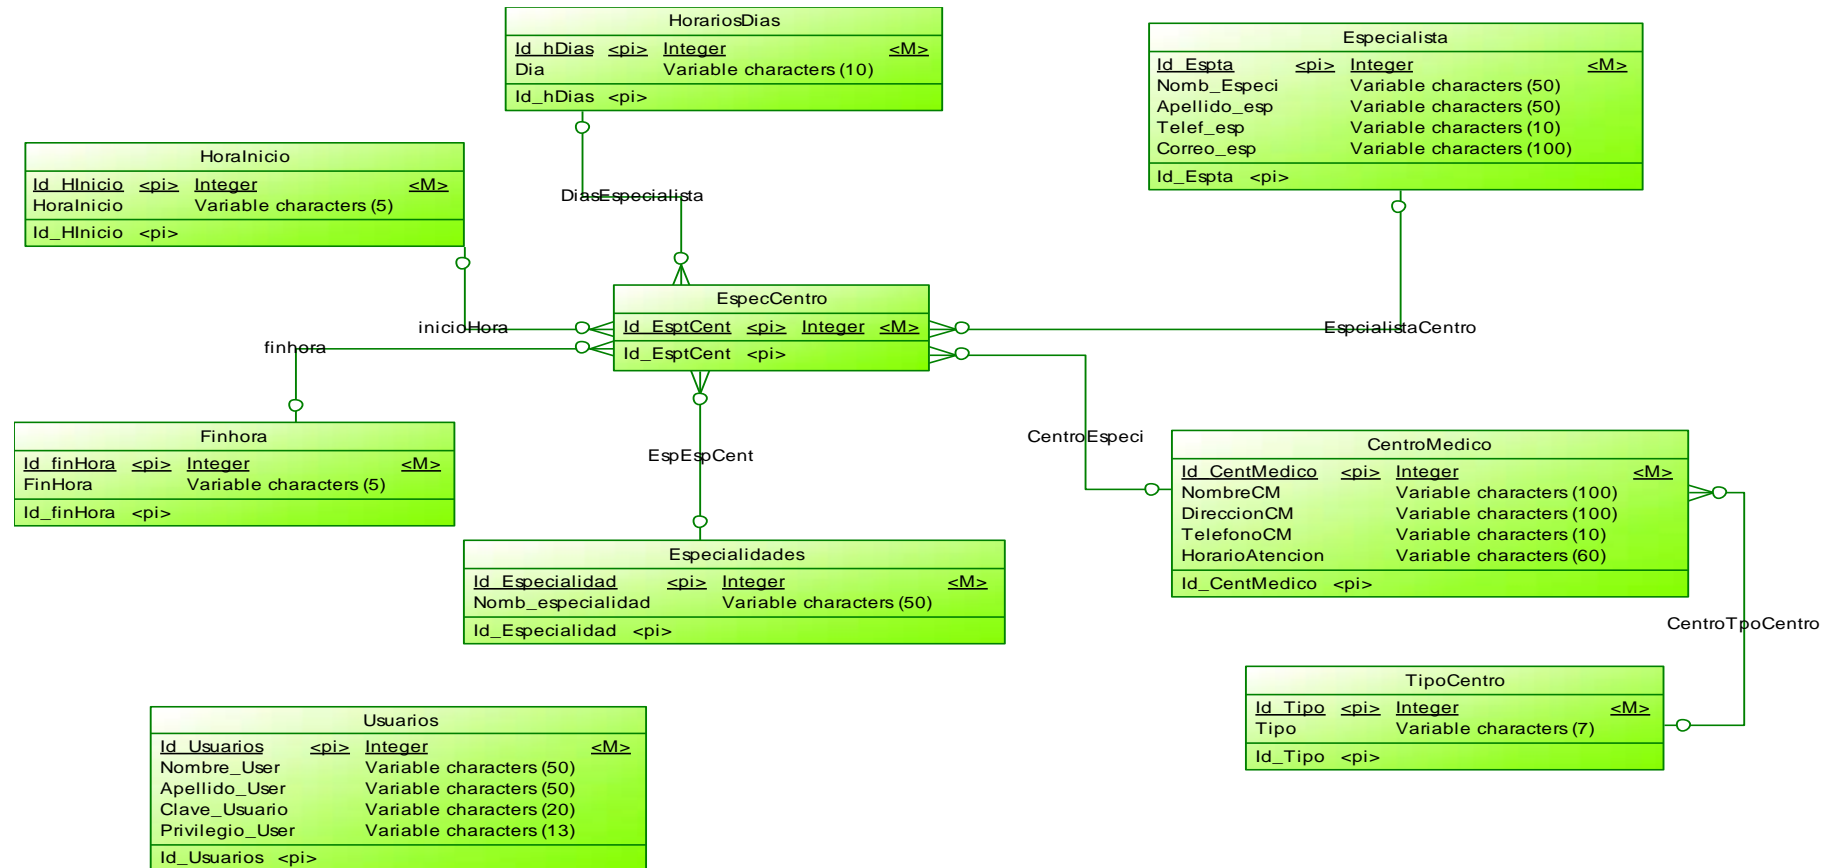 HorariosDias
Id_hDias <pi> Integer <M>
Dia Variable characters (10)
Id_hDias <pi>
Especialista
Id_Espta <pi> Integer <M>
Nomb_Especi Variable characters (50)
Apellido_esp Variable characters (50)
Telef_esp Variable characters (10)
Correo_esp Variable characters (100)
Id_Espta <pi>
HoraInicio
Id_HInicio <pi> Integer <M>
HoraInicio Variable characters (5)
Id_HInicio <pi>
DiasEspecialista
EspecCentro
Id_EsptCent <pi> Integer <M>
Id_EsptCent <pi>
inicioHora
finhora
EspcialistaCentro
Finhora
Id_finHora <pi> Integer <M>
FinHora Variable characters (5)
Id_finHora <pi>
EspEspCent
CentroEspeci
CentroMedico
Id_CentMedico <pi> Integer <M>
NombreCM Variable characters (100)
DireccionCM Variable characters (100)
TelefonoCM Variable characters (10)
HorarioAtencion Variable characters (60)
Id_CentMedico <pi>
Especialidades
Id_Especialidad <pi> Integer <M>
Nomb_especialidad Variable characters (50)
Id_Especialidad <pi>
CentroTpoCentro
TipoCentro
Id_Tipo <pi> Integer <M>
Tipo Variable characters (7)
Id_Tipo <pi>
Usuarios
Id_Usuarios <pi> Integer <M>
Nombre_User Variable characters (50)
Apellido_User Variable characters (50)
Clave_Usuario Variable characters (20)
Privilegio_User Variable characters (13)
Id_Usuarios <pi>